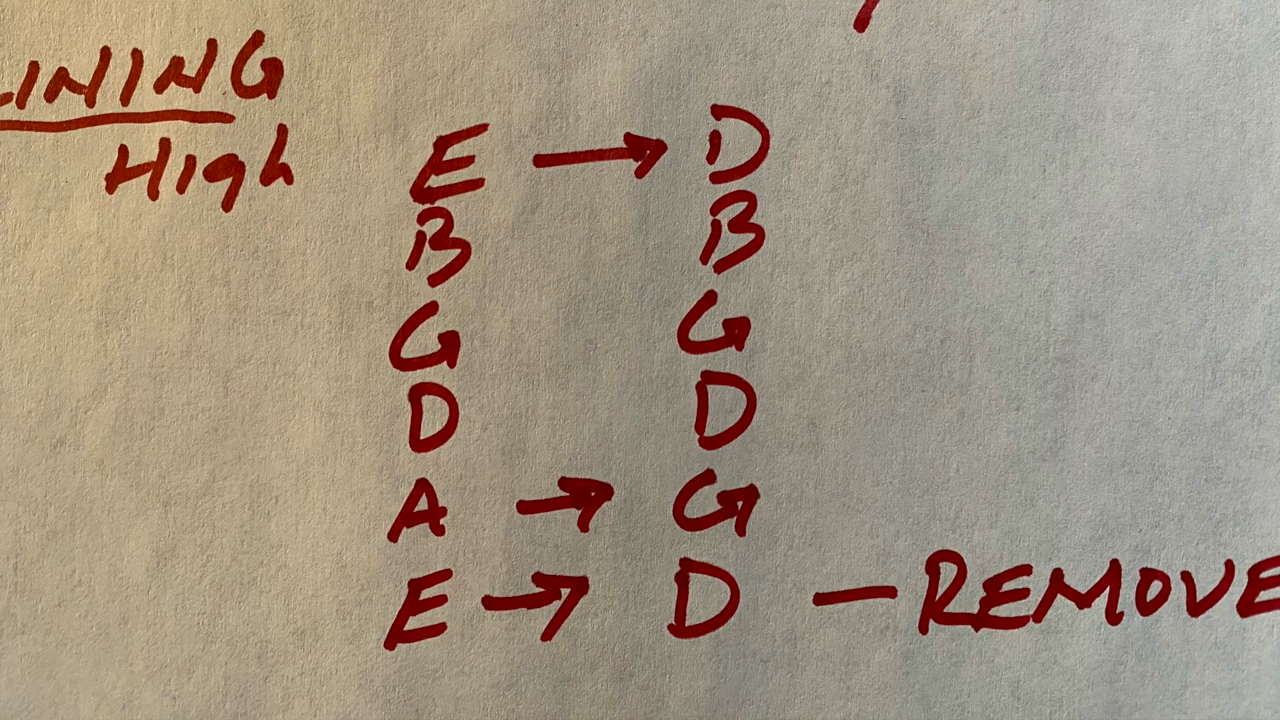 INING
High
E → D
B B
G G
D D
A → G
E → D — REMOVE